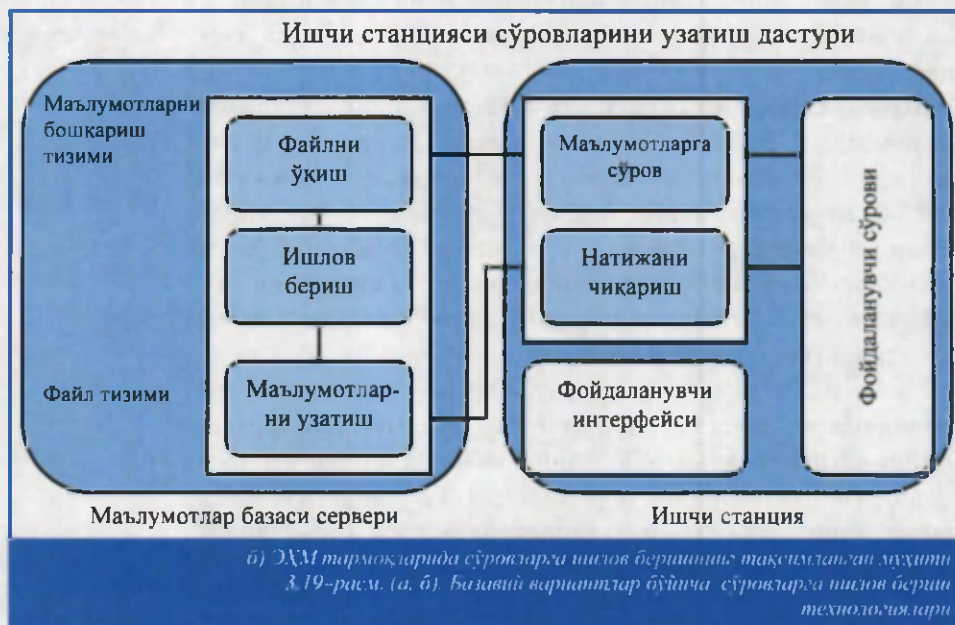 Ишчи станцияси сўровларини узатиш дастури
Маълумотларни
бошқариш
тизими
Файлни
ўқиш
Ишлов
бериш
Маълумотлар-
ни узатиш
Файл тизими
Маълумотларга
сўров
Натижани
чиқариш
Фойдаланувчи
интерфейси
Фойдаланувчи сўрови
Маълумотлар базаси сервери
Ишчи станция
б) ЭҲМ тармоқларида сўровларга ишлов беришнинг тақсимланган муҳити
3.19-расм. (а, б). Базавий вариантлар бўйича сўровларга ишлов бериш
технологиялари